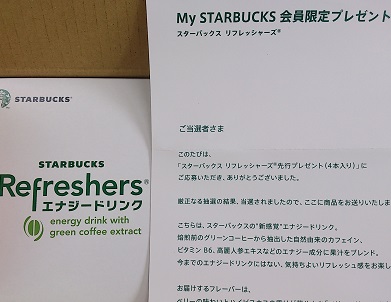 STARBUCKS®
STARBUCKS
Refreshers®
エナジードリンク
energy drink with
green coffee extract
My STARBUCKS 会員限定プレゼント
スターバックス リフレッシャーズ®
ご当選者さま
このたびは、
「スターバックス リフレッシャーズ®先行プレゼント(4本入り)」に
ご応募いただき、ありがとうございました。
厳正なる抽選の結果、当選されましたので、ここに商品をお送りいたしま
こちらは、スターバックスの“新感覚”エナジードリンク。
焙煎前のグリーンコーヒーから抽出した自然由来のカフェイン、
ビタミン B6、高麗人参エキスなどのエナジー成分に果汁をブレンド。
今までのエナジードリンクにはない、気持ちよいリフレッシュ感をお楽し
お届けするフレーバーは、